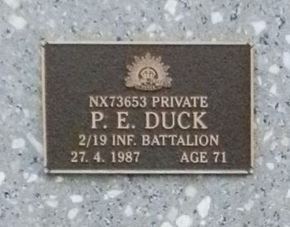 NX73653 PRIVATE
P. E. DUCK
2/19 INF. BATTALION
27. 4. 1987 AGE 71